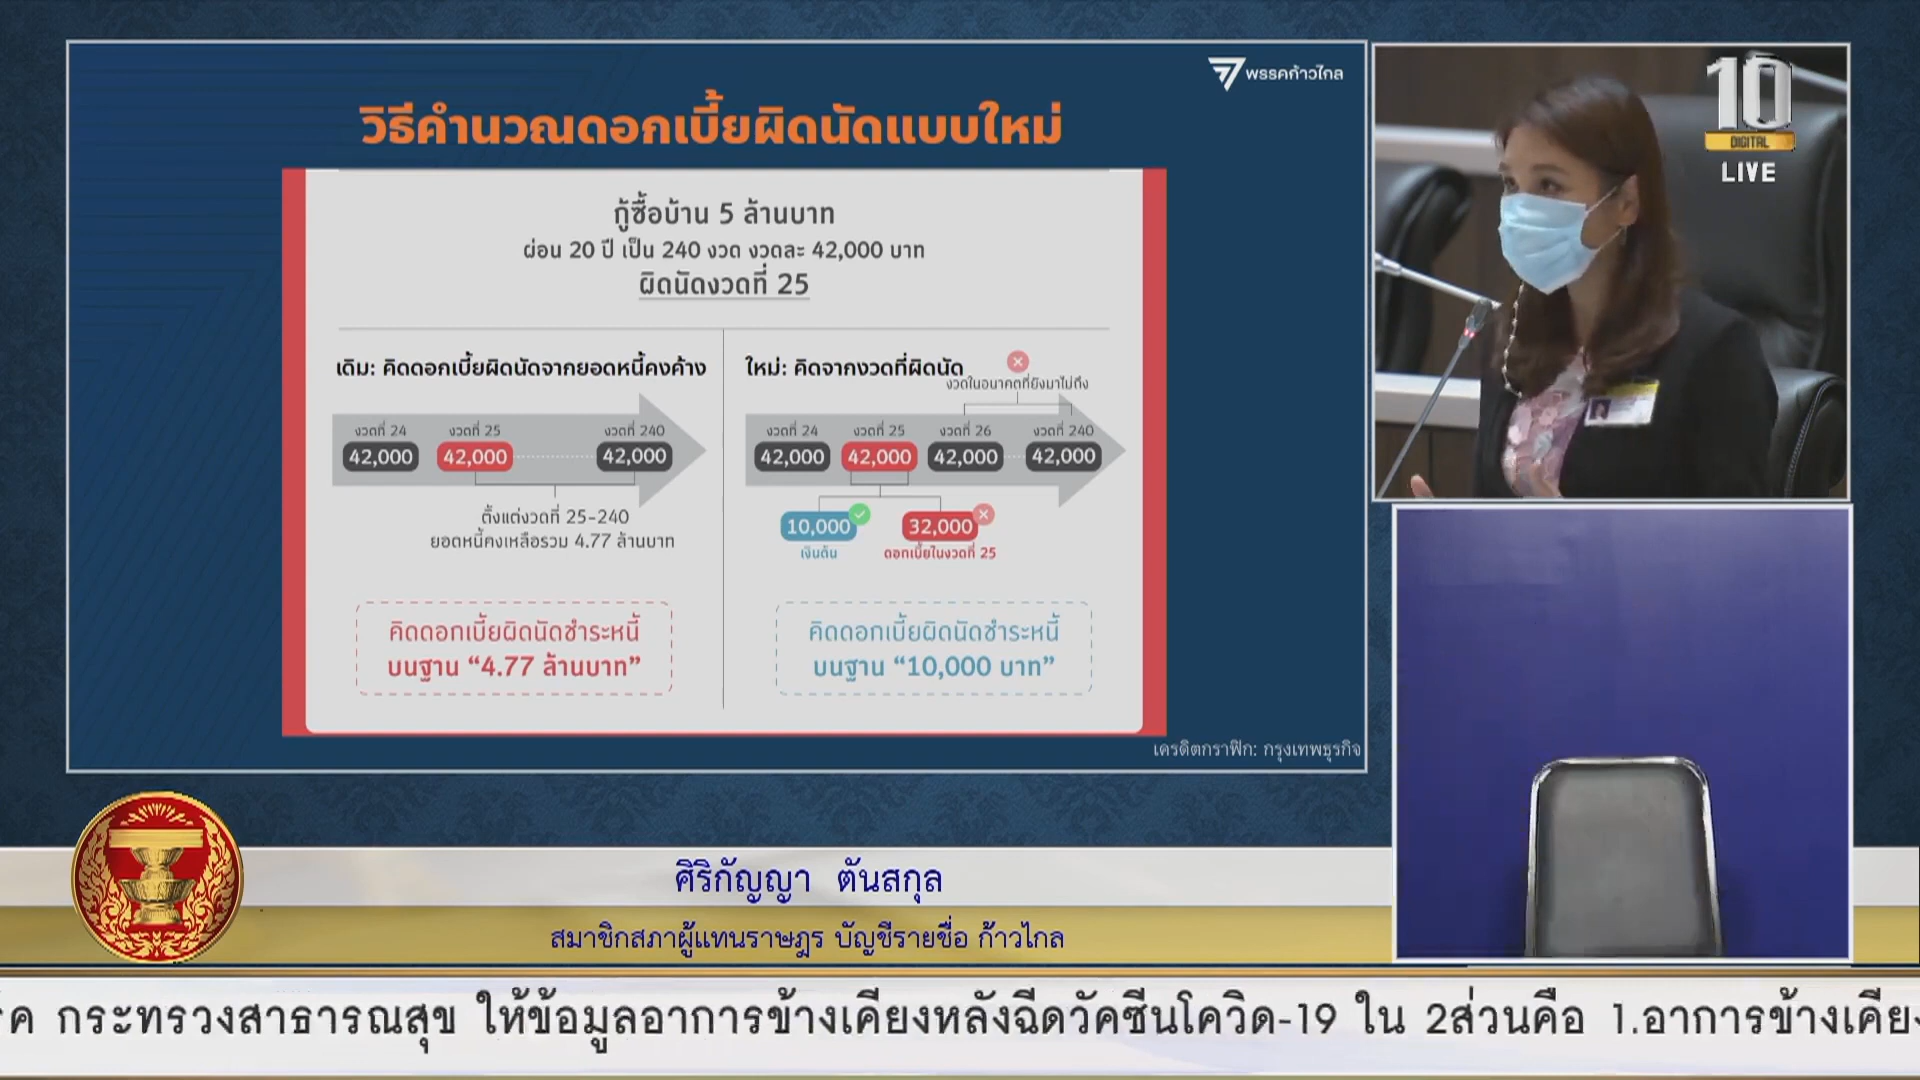 พรรคก้าวไกล
วิธีคำนวณดอกเบี้ยผิดนัดแบบใหม่
กู้ซื้อบ้าน 5 ล้านบาท
ผ่อน 20 ปี เป็น 240 งวด งวดละ 42,000 บาท
ผิดนัดงวดที่ 25
เดิม: คิดดอกเบี้ยผิดนัดจากยอดหนี้คงค้าง
งวดที่ 24 งวดที่ 25 งวดที่ 240
42,000 42,000 42,000
ตั้งแต่งวดที่ 25-240
ยอดหนี้คงเหลือรวม 4.77 ล้านบาท
คิดดอกเบี้ยผิดนัดชำระหนี้
บนฐาน “4.77 ล้านบาท”
ใหม่: คิดจากงวดที่ผิดนัด
งวดในอนาคตที่ยังมาไม่ถึง
งวดที่ 24 งวดที่ 25 งวดที่ 26 งวดที่ 240
42,000 42,000 42,000 42,000
10,000 32,000
เงินต้น ดอกเบี้ยในงวดที่ 25
คิดดอกเบี้ยผิดนัดชำระหนี้
บนฐาน “10,000 บาท”
เครดิตกราฟิก: กรุงเทพธุรกิจ
10
DIGITAL
LIVE
ศิริกัญญา ตันสกุล
สมาชิกสภาผู้แทนราษฎร บัญชีรายชื่อ ก้าวไกล
ค กระทรวงสาธารณสุข ให้ข้อมูลอาการข้างเคียงหลังฉีดวัคซีนโควิด-19 ใน 2ส่วนคือ 1.อาการข้างเคียง